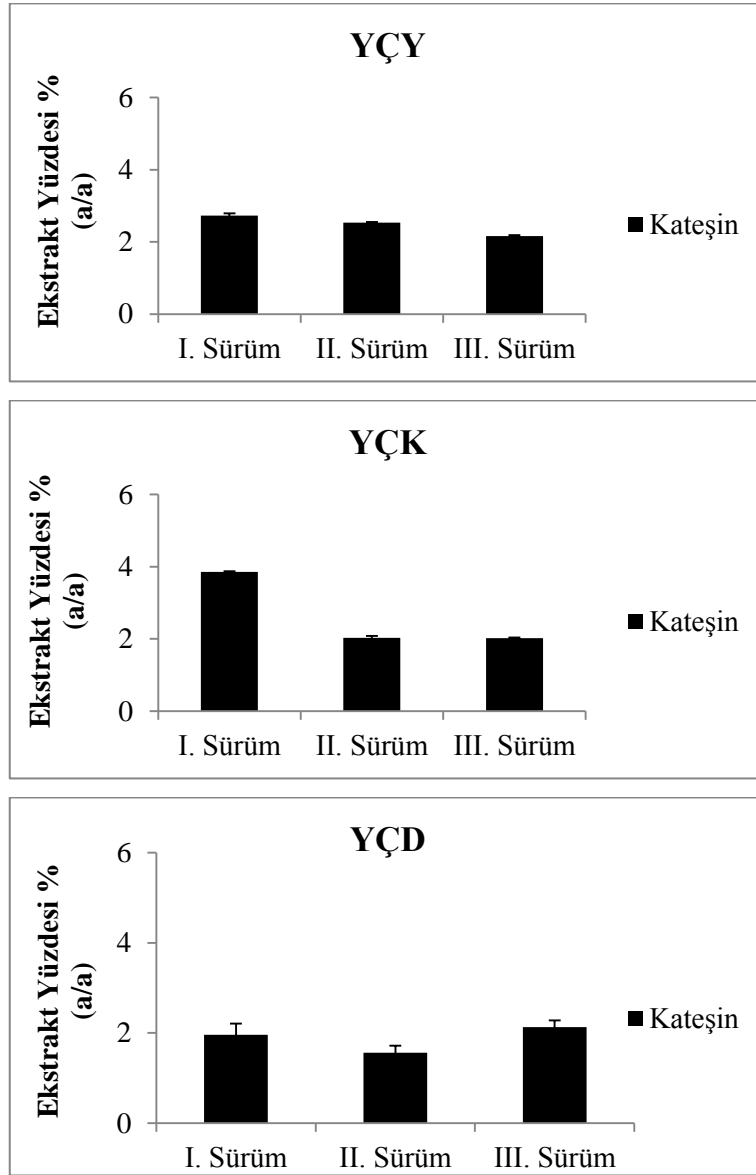 YÇY
Ekstrakt Yüzdesi %
(a/a)
6
4
2
0
I. Sürüm II. Sürüm III. Sürüm
Kateşin
YÇK
Ekstrakt Yüzdesi %
(a/a)
6
4
2
0
I. Sürüm II. Sürüm III. Sürüm
Kateşin
YÇD
Ekstrakt Yüzdesi %
(a/a)
6
4
2
0
I. Sürüm II. Sürüm III. Sürüm
Kateşin